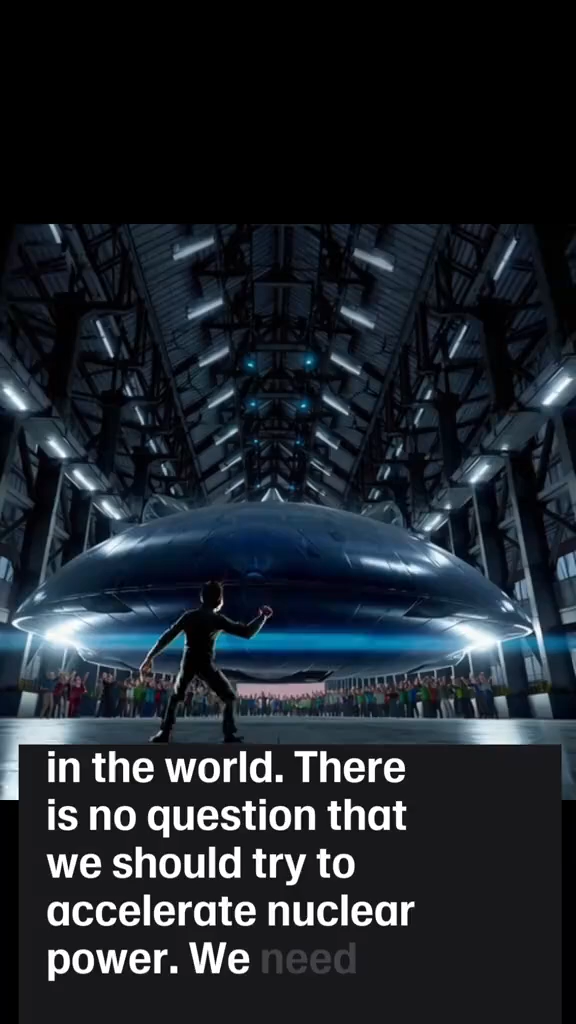 in the world. There
is no question that
we should try to
accelerate nuclear
power. We need